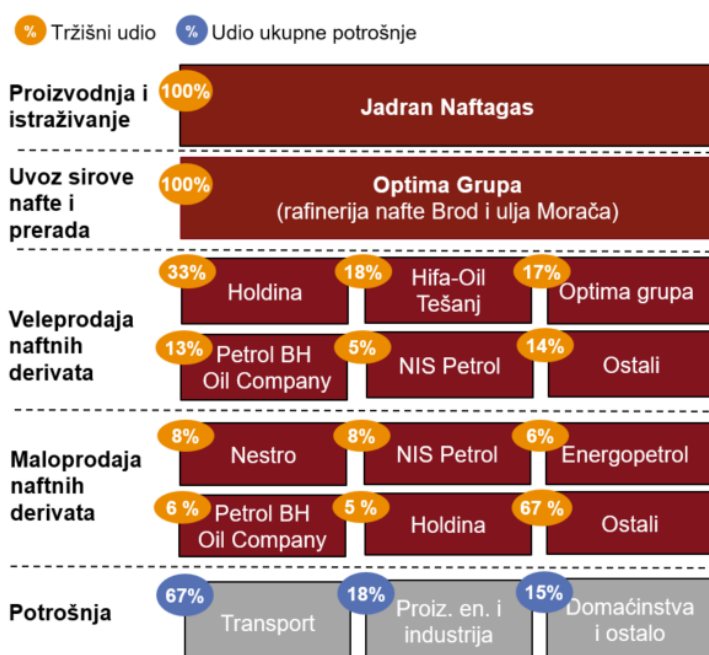 % Tržišni udio % Udio ukupne potrošnje
Proizvodnja i
istraživanje
100%
Jadran Naftagas
Uvoz sirove
nafte i
prerada
100%
Optima Grupa
(rafinerija nafte Brod i ulja Morača)
Veleprodaja
naftnih
derivata
33%
Holdina
18%
Hifa-Oil
Tešanj
17%
Optima grupa
13%
Petrol BH
Oil Company
5%
NIS Petrol
14%
Ostali
Maloprodaja
naftnih
derivata
8%
Nestro
8%
NIS Petrol
6%
Energopetrol
6 %
Petrol BH
Oil Company
5 %
Holdina
67 %
Ostali
Potrošnja
67%
Transport
18%
Proiz. en. i
industrija
15%
Domaćinstva
i ostalo